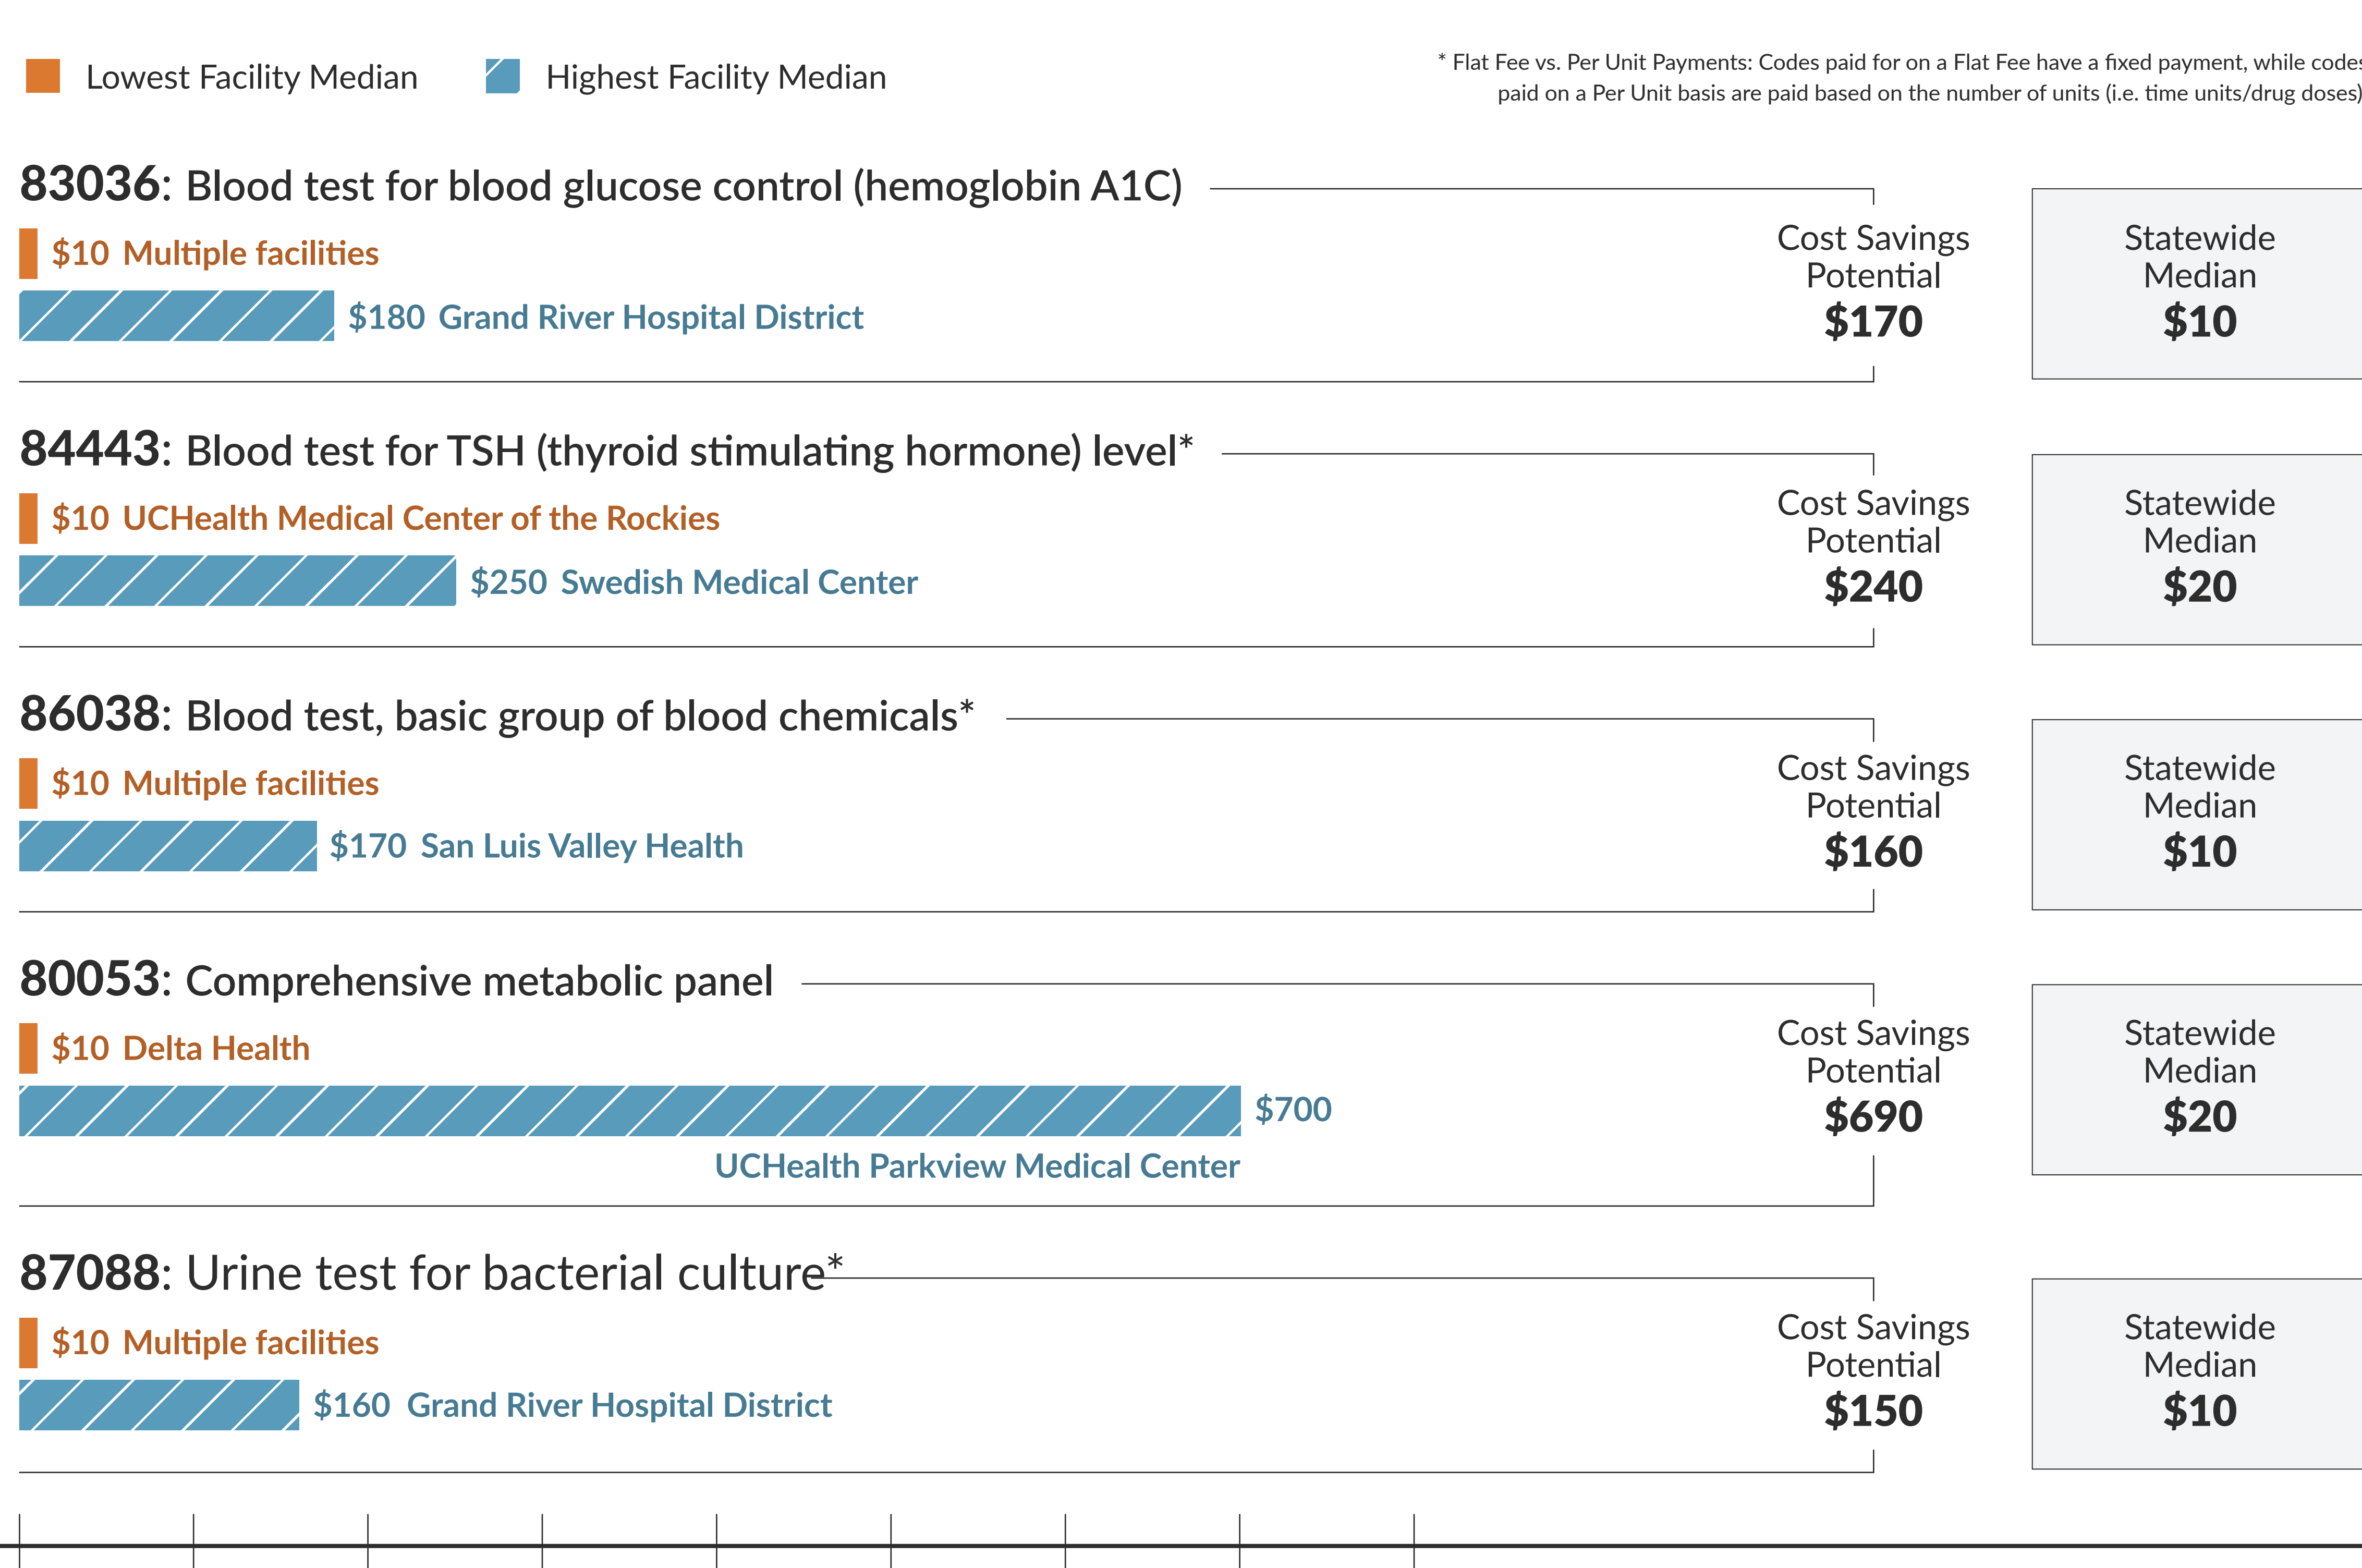 Lowest Facility Median
Highest Facility Median
* Flat Fee vs. Per Unit Payments: Codes paid for on a Flat Fee have a fixed payment, while codes
paid on a Per Unit basis are paid based on the number of units (i.e. time units/drug doses)
83036: Blood test for blood glucose control (hemoglobin A1C)
$10 Multiple facilities
$180 Grand River Hospital District
Cost Savings
Potential
$170
Statewide
Median
$10
84443: Blood test for TSH (thyroid stimulating hormone) level*
$10 UCHealth Medical Center of the Rockies
$250 Swedish Medical Center
Cost Savings
Potential
$240
Statewide
Median
$20
86038: Blood test, basic group of blood chemicals*
$10 Multiple facilities
$170 San Luis Valley Health
Cost Savings
Potential
$160
Statewide
Median
$10
80053: Comprehensive metabolic panel
$10 Delta Health
$700
UCHealth Parkview Medical Center
Cost Savings
Potential
$690
Statewide
Median
$20
87088: Urine test for bacterial culture*
$10 Multiple facilities
$160 Grand River Hospital District
Cost Savings
Potential
$150
Statewide
Median
$10